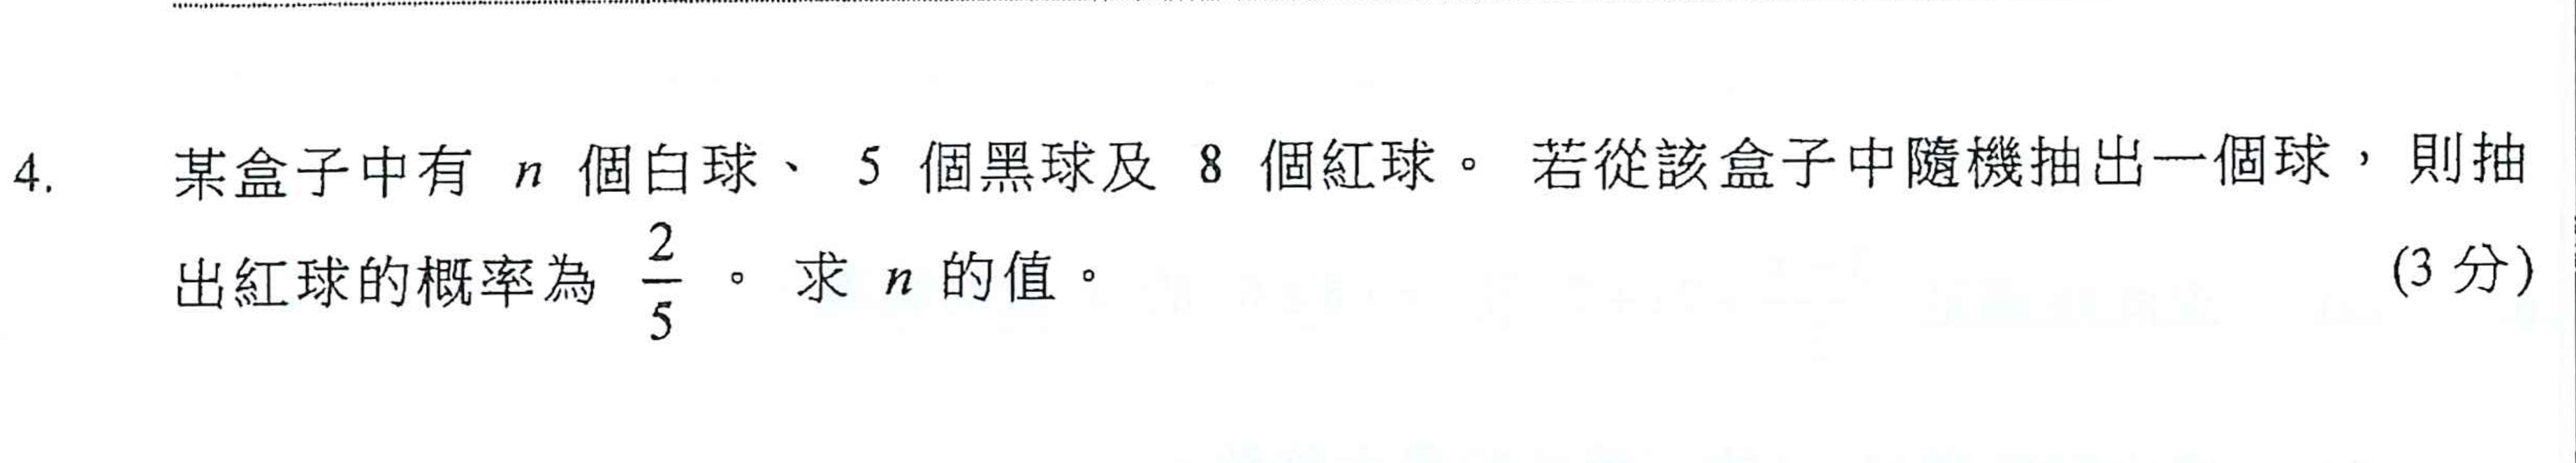 4. 某盒子中有 n 個白球、 5 個黑球及 8 個紅球。 若從該盒子中隨機抽出一個球，則抽
出紅球的概率為 2/5 。 求 n 的值。 (3 分)